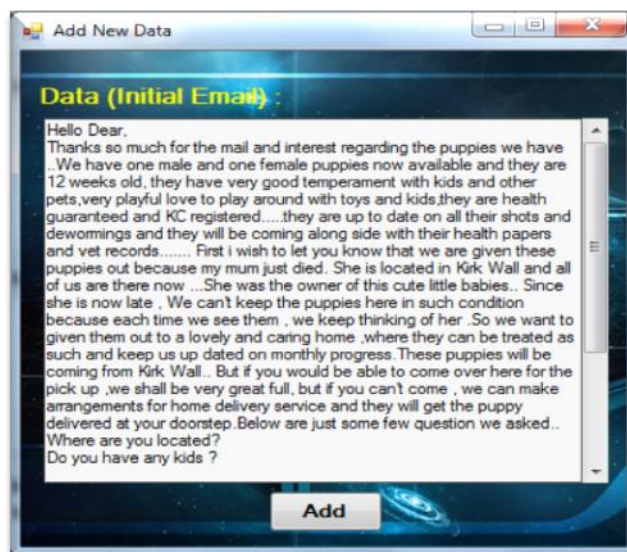 Add New Data
Data (Initial Email) :
Hello Dear,
Thanks so much for the mail and interest regarding the puppies we have
..We have one male and one female puppies now available and they are
12 weeks old, they have very good temperament with kids and other
pets,very playful love to play around with toys and kids,they are health
guaranteed and KC registered.....they are up to date on all their shots and
dewormings and they will be coming along side with their health papers
and vet records....... First i wish to let you know that we are given these
puppies out because my mum just died. She is located in Kirk Wall and all
of us are there now ...She was the owner of this cute little babies.. Since
she is now late , We can't keep the puppies here in such condition
because each time we see them , we keep thinking of her .So we want to
given them out to a lovely and caring home ,where they can be treated as
such and keep us up dated on monthly progress.These puppies will be
coming from Kirk Wall.. But if you would be able to come over here for the
pick up ,we shall be very great full, but if you can't come , we can make
arrangements for home delivery service and they will get the puppy
delivered at your doorstep.Below are just some few question we asked..
Where are you located?
Do you have any kids ?
Add